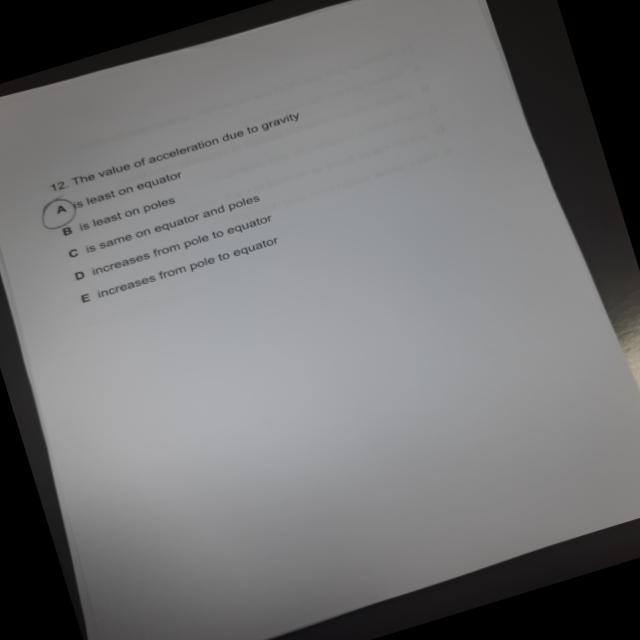 12. The value of acceleration due to gravity
A is least on equator
B is least on poles
C is same on equator and poles
D increases from pole to equator
E increases from pole to equator